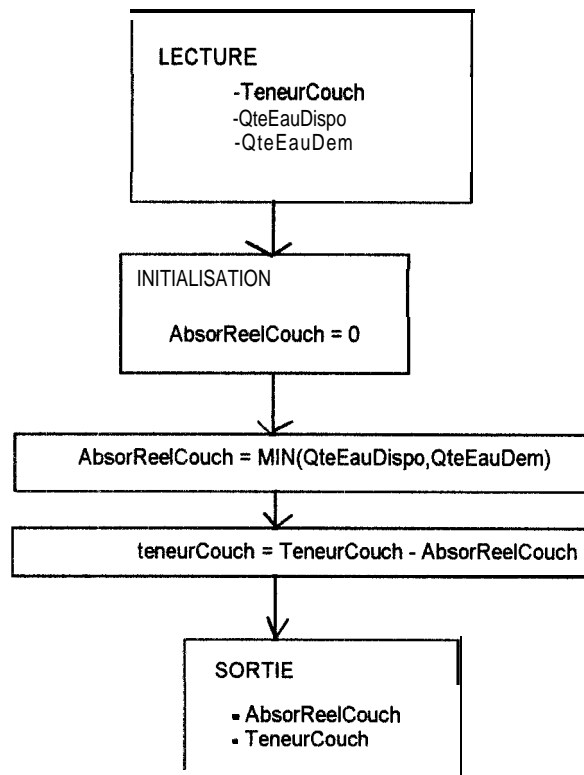 LECTURE
-TeneurCouch
-QteEauDispo
-QteEauDem
INITIALISATION
AbsorReelCouch = 0
AbsorReelCouch = MIN(QteEauDispo,QteEauDem)
teneurCouch = TeneurCouch - AbsorReelCouch
SORTIE
- AbsorReelCouch
- TeneurCouch